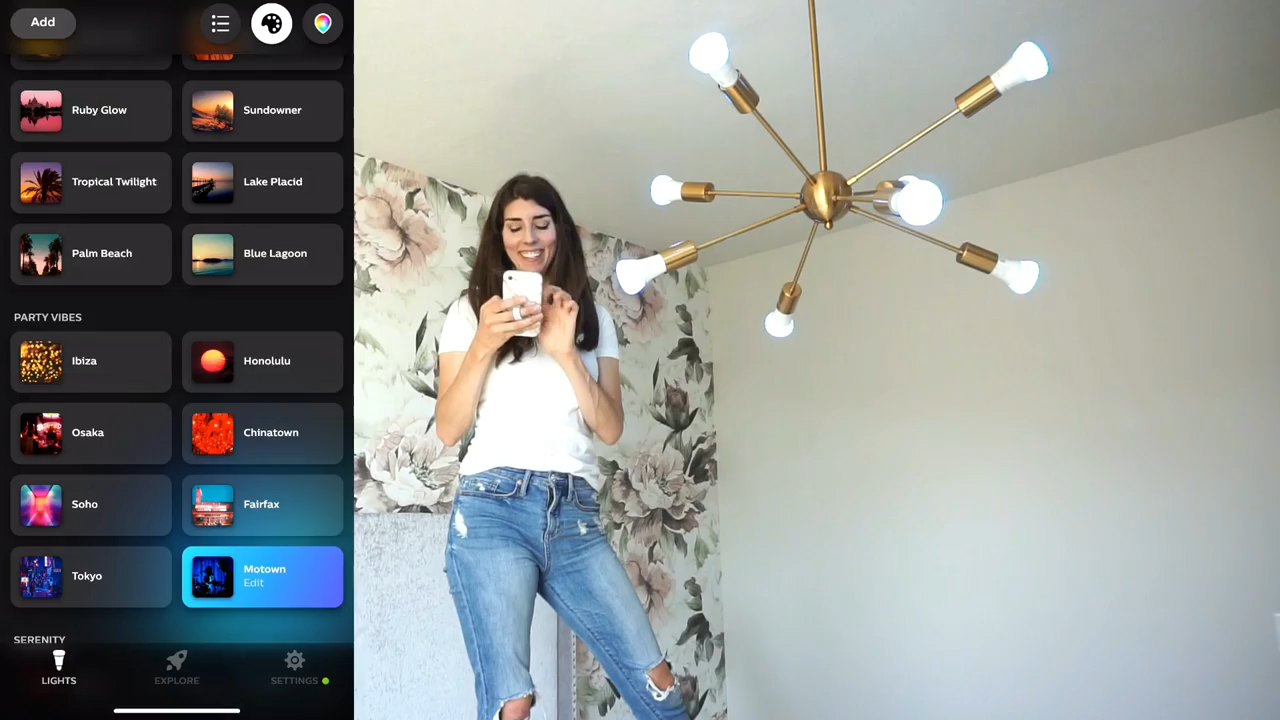 Add
Ruby Glow
Sundowner
Tropical Twilight
Lake Placid
Palm Beach
Blue Lagoon
PARTY VIBES
Ibiza
Honolulu
Osaka
Chinatown
Soho
Fairfax
Tokyo
Motown
Edit
SERENITY
LIGHTS
EXPLORE
SETTINGS